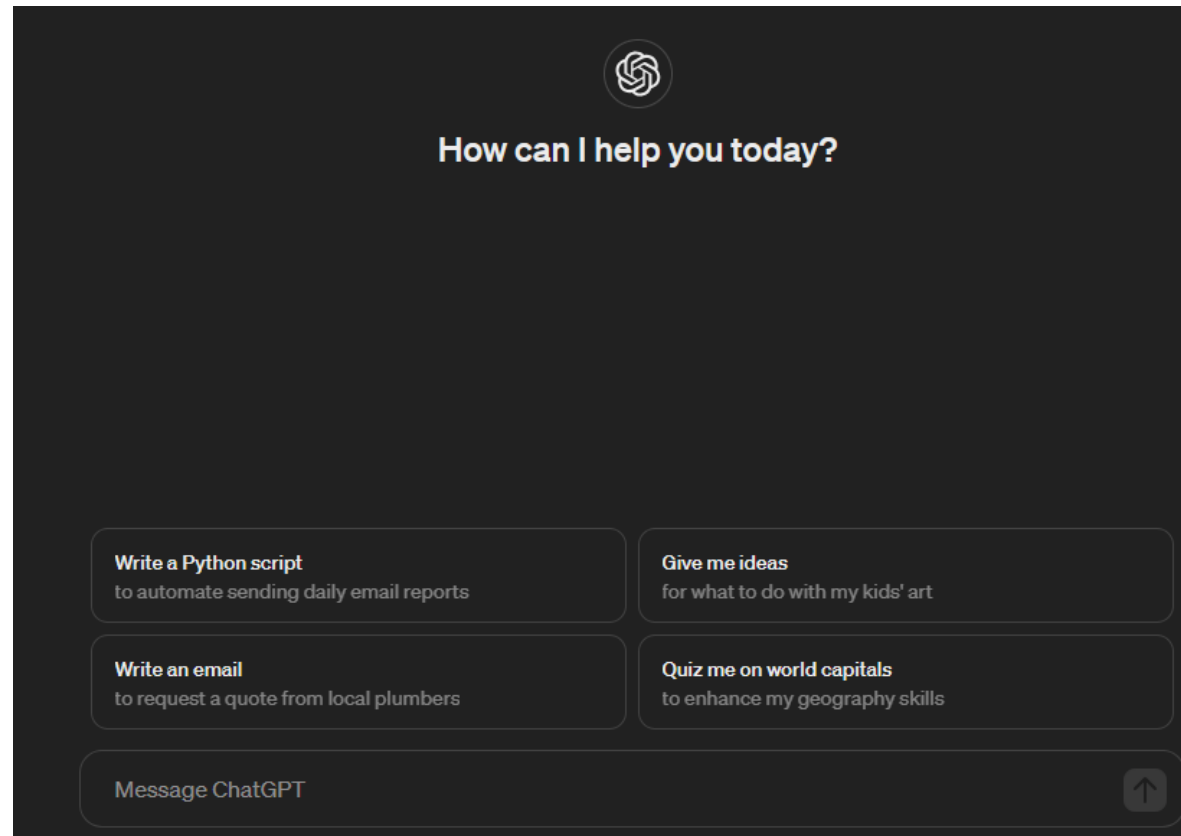 How can I help you today?
Write a Python script
to automate sending daily email reports
Give me ideas
for what to do with my kids' art
Write an email
to request a quote from local plumbers
Quiz me on world capitals
to enhance my geography skills
Message ChatGPT